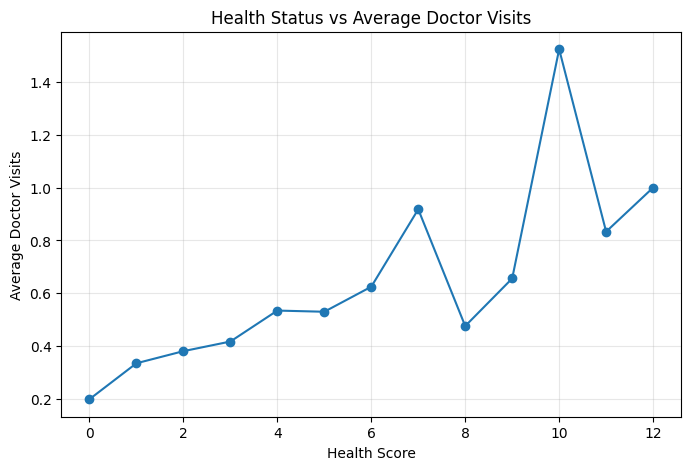 Health Status vs Average Doctor Visits
Average Doctor Visits
1.4
1.2
1.0
0.8
0.6
0.4
0.2
0 2 4 6 8 10 12
Health Score